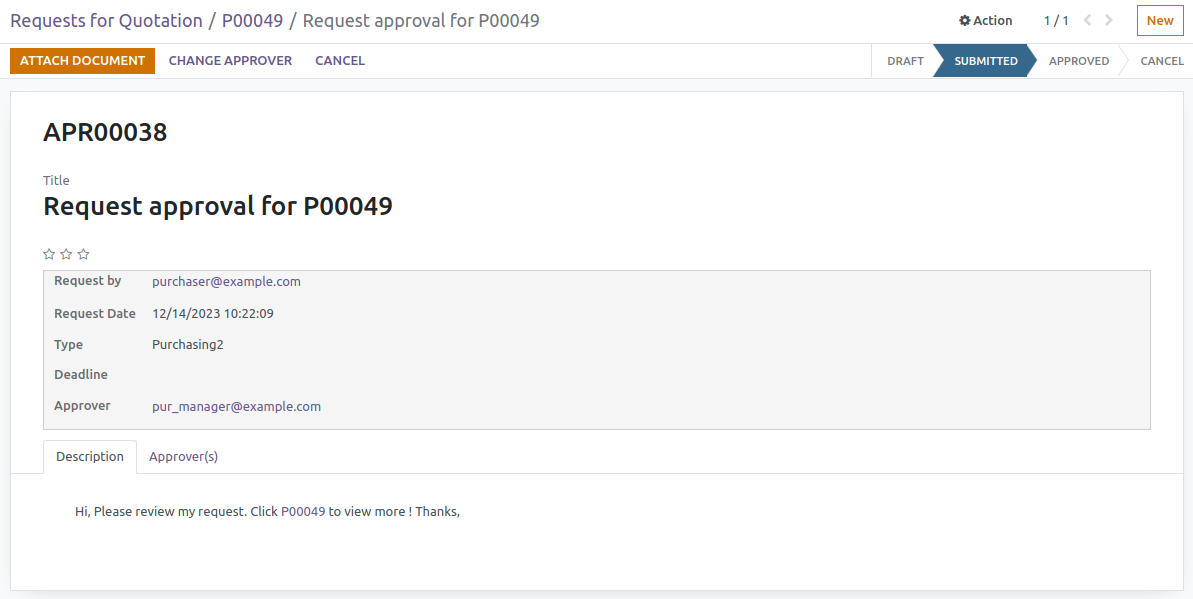 Requests for Quotation / P00049 / Request approval for P00049
Action 1 / 1 New
ATTACH DOCUMENT CHANGE APPROVER CANCEL DRAFT SUBMITTED APPROVED CANCEL
APR00038
Title
Request approval for P00049
Request by purchaser@example.com
Request Date 12/14/2023 10:22:09
Type Purchasing2
Deadline
Approver pur_manager@example.com
Description Approver(s)
Hi, Please review my request. Click P00049 to view more ! Thanks,